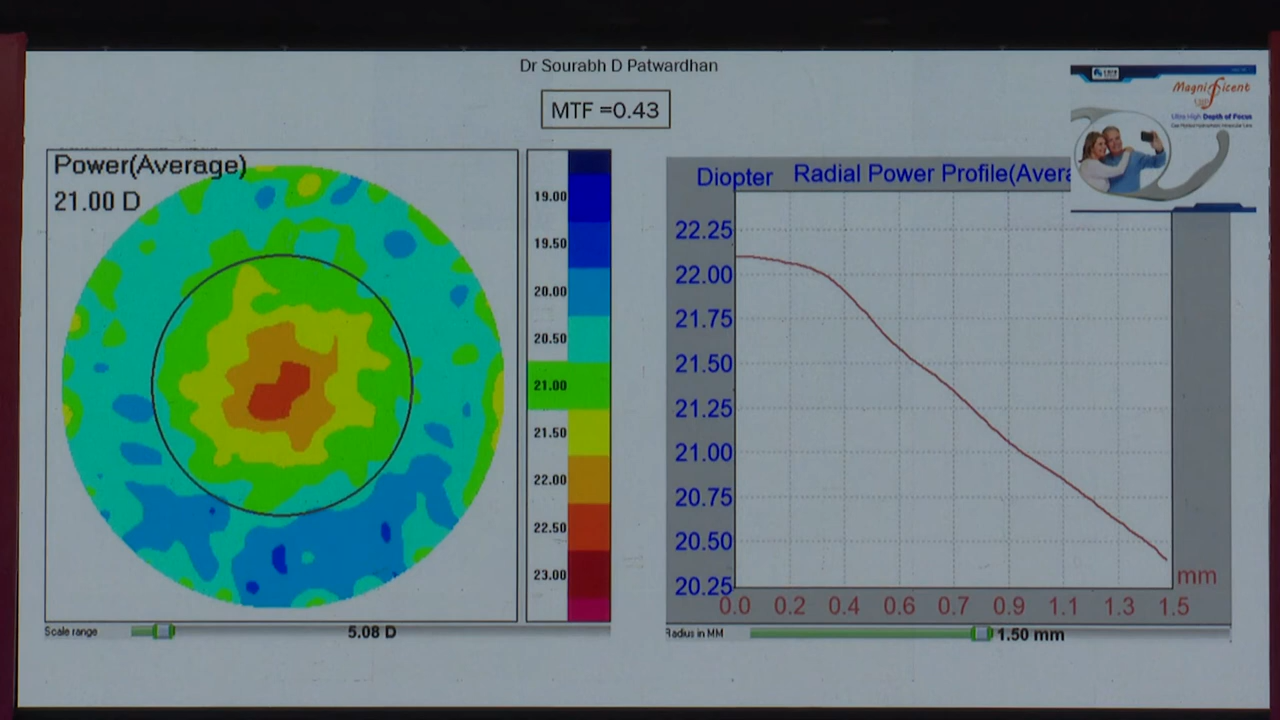 Dr Sourabh D Patwardhan
MTF =0.43
Magnificent
Ultra High Depth of Focus
Power(Average)
21.00 D
19.00
19.50
20.00
20.50
21.00
21.50
22.00
22.50
23.00
Scale range
5.08 D
Diopter
Radial Power Profile(Avera
22.25
22.00
21.75
21.50
21.25
21.00
20.75
20.50
20.25
0.0 0.2 0.4 0.6 0.7 0.9 1.1 1.3 1.5
mm
Radius in MM
1.50 mm